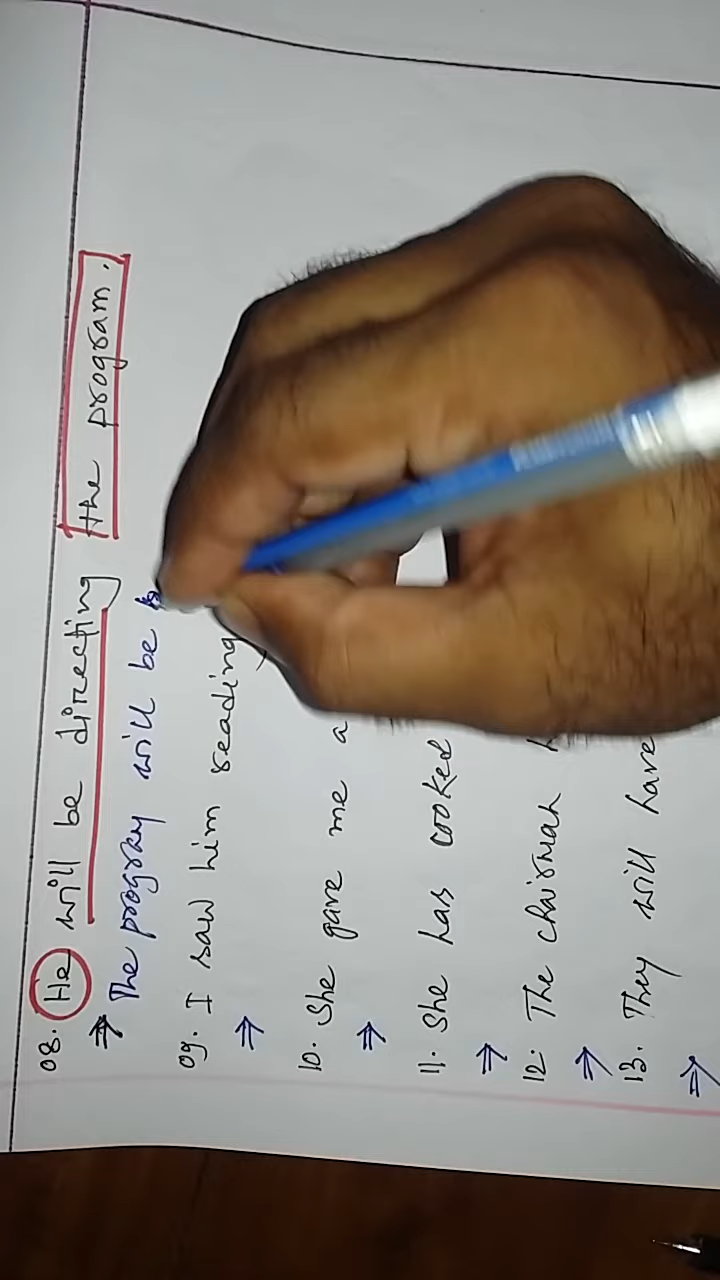 08. He will be directing the program.
⇒ The program will be b
09. I saw him reading
⇒
10. She gave me a
⇒
11. She has cooked
⇒
12. The chairman h
⇒
13. They will have
⇒